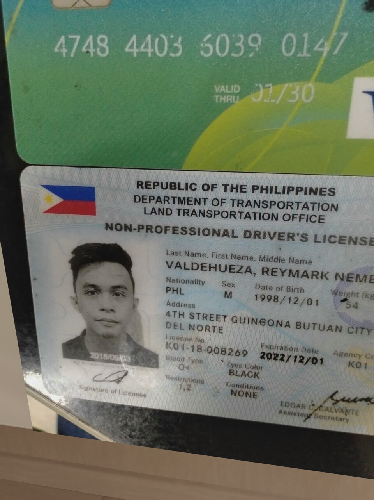 4748 4403 6039 0147
VALID THRU 01/30
REPUBLIC OF THE PHILIPPINES
DEPARTMENT OF TRANSPORTATION
LAND TRANSPORTATION OFFICE
NON-PROFESSIONAL DRIVER'S LICENSE
Last Name, First Name, Middle Name
VALDEHUEZA, REYMARK NEME
Nationality Sex Date of Birth Weight (kg)
PHL M 1998/12/01 54
Address
4TH STREET GUINGONA BUTUAN CITY
DEL NORTE
License No. Expiration Date Agency Co
K01-18-008269 2022/12/01 K01
Blood Type Eyes Color
O+ BLACK
Restrictions Conditions
1,2 NONE
Signature of Licensee
EDGAR C. GALVANTE
Assistant Secretary